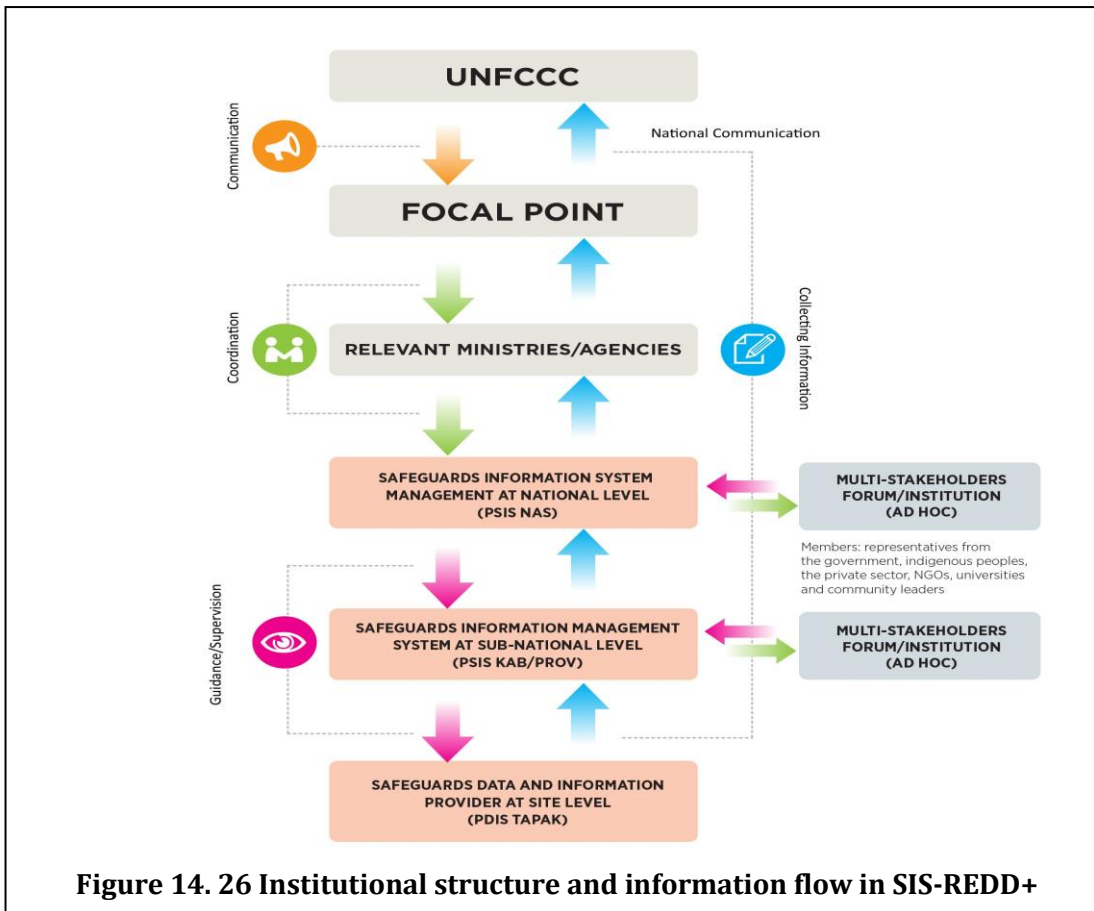 UNFCCC
Communication
National Communication
FOCAL POINT
Coordination
RELEVANT MINISTRIES/AGENCIES
Collecting Information
SAFEGUARDS INFORMATION SYSTEM
MANAGEMENT AT NATIONAL LEVEL
(PSIS NAS)
MULTI-STAKEHOLDERS
FORUM/INSTITUTION
(AD HOC)
Members: representatives from
the government, indigenous peoples,
the private sector, NGOs, universities
and community leaders
Guidance/Supervision
SAFEGUARDS INFORMATION MANAGEMENT
SYSTEM AT SUB-NATIONAL LEVEL
(PSIS KAB/PROV)
MULTI-STAKEHOLDERS
FORUM/INSTITUTION
(AD HOC)
SAFEGUARDS DATA AND INFORMATION
PROVIDER AT SITE LEVEL
(PDIS TAPAK)
Figure 14. 26 Institutional structure and information flow in SIS-REDD+